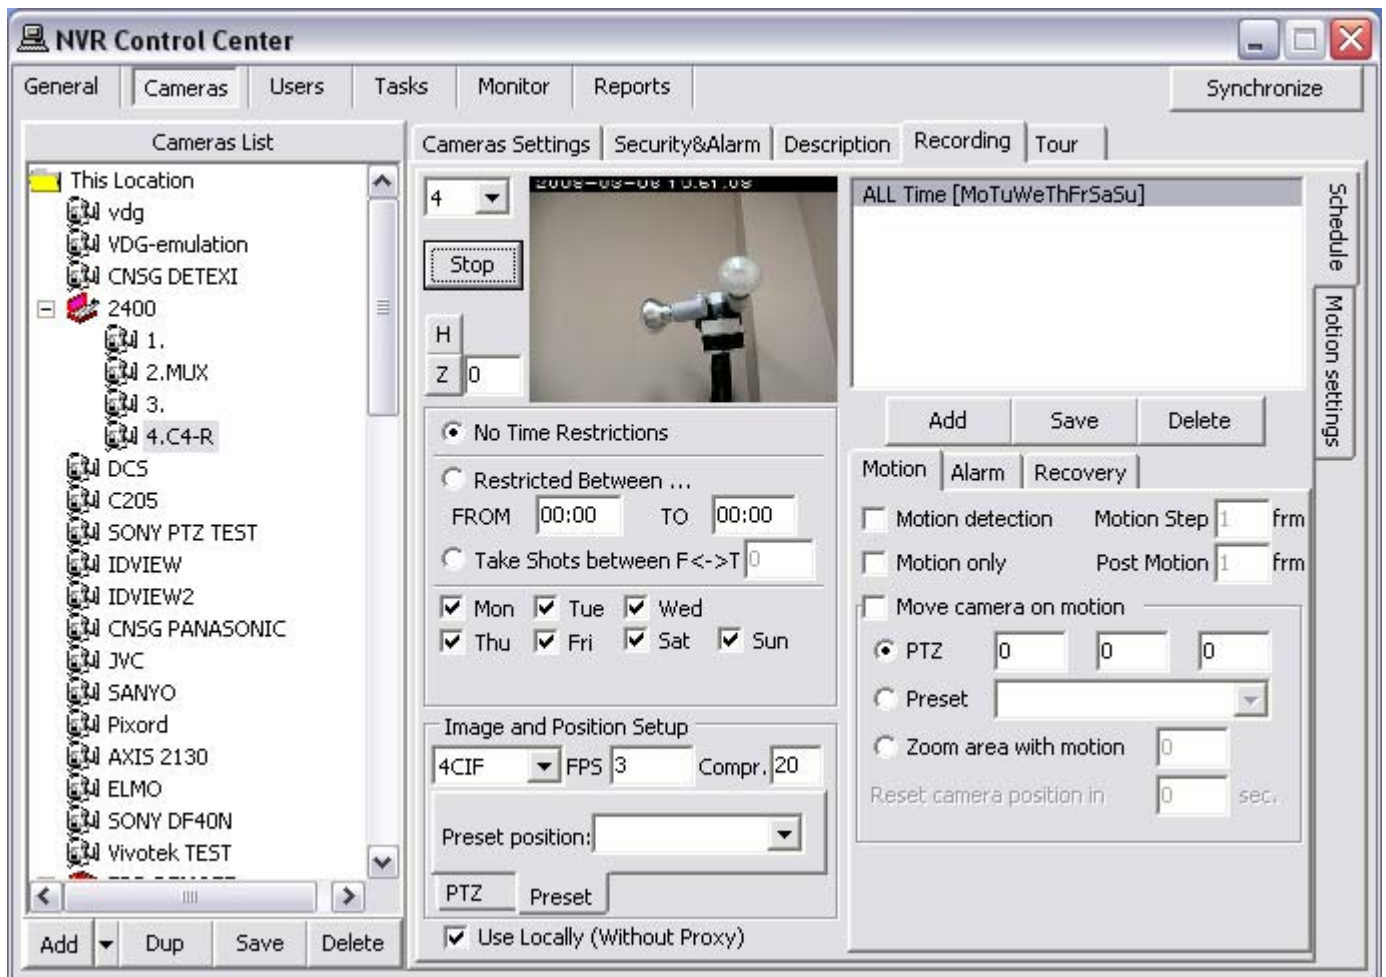 NVR Control Center
General Cameras Users Tasks Monitor Reports Synchronize
Cameras List
This Location
vdg
VDG-emulation
CNSG DETEXI
2400
1.
2.MUX
3.
4.C4-R
DCS
C205
SONY PTZ TEST
IDVIEW
IDVIEW2
CNSG PANASONIC
JVC
SANYO
Pixord
AXIS 2130
ELMO
SONY DF40N
Vivotek TEST
Add Dup Save Delete
Cameras Settings Security&Alarm Description Recording Tour
4
Stop
H
Z 0
No Time Restrictions
Restricted Between ...
FROM 00:00 TO 00:00
Take Shots between F<->T 0
Mon Tue Wed
Thu Fri Sat Sun
Image and Position Setup
4CIF FPS 3 Compr. 20
Preset position:
PTZ Preset
Use Locally (Without Proxy)
ALL Time [MoTuWeThFrSaSu]
Add Save Delete
Motion Alarm Recovery
Motion detection Motion Step 1 frm
Motion only Post Motion 1 frm
Move camera on motion
PTZ 0 0 0
Preset
Zoom area with motion 0
Reset camera position in 0 sec.
Schedule
Motion settings